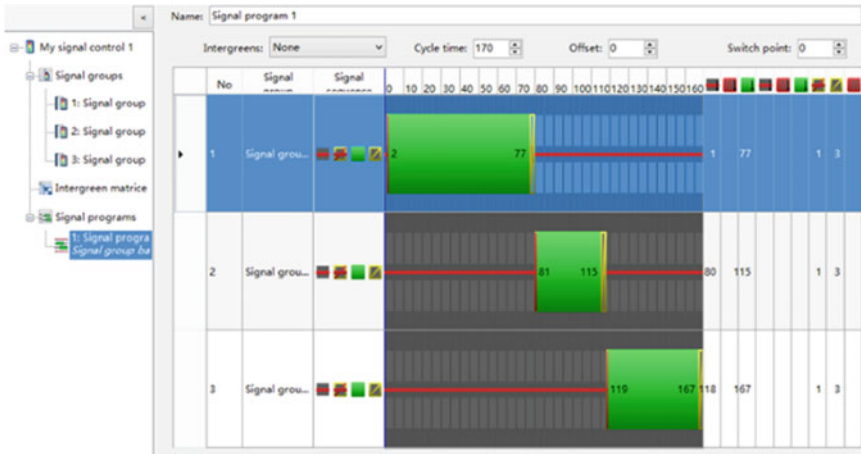 «
Name: Signal program 1
My signal control 1
Intergreens: None
Cycle time: 170
Offset: 0
Switch point: 0
Signal groups
1: Signal group
2: Signal group
3: Signal group
Intergreen matrice
Signal programs
1: Signal progra
Signal group ba
No
Signal
Signal
0 10 20 30 40 50 60 70 80 90 100 110 120 130 140 150 160
1 Signal grou... 2 77 1 77 1 3
2 Signal grou... 81 115 80 115 1 3
3 Signal grou... 119 167 118 167 1 3